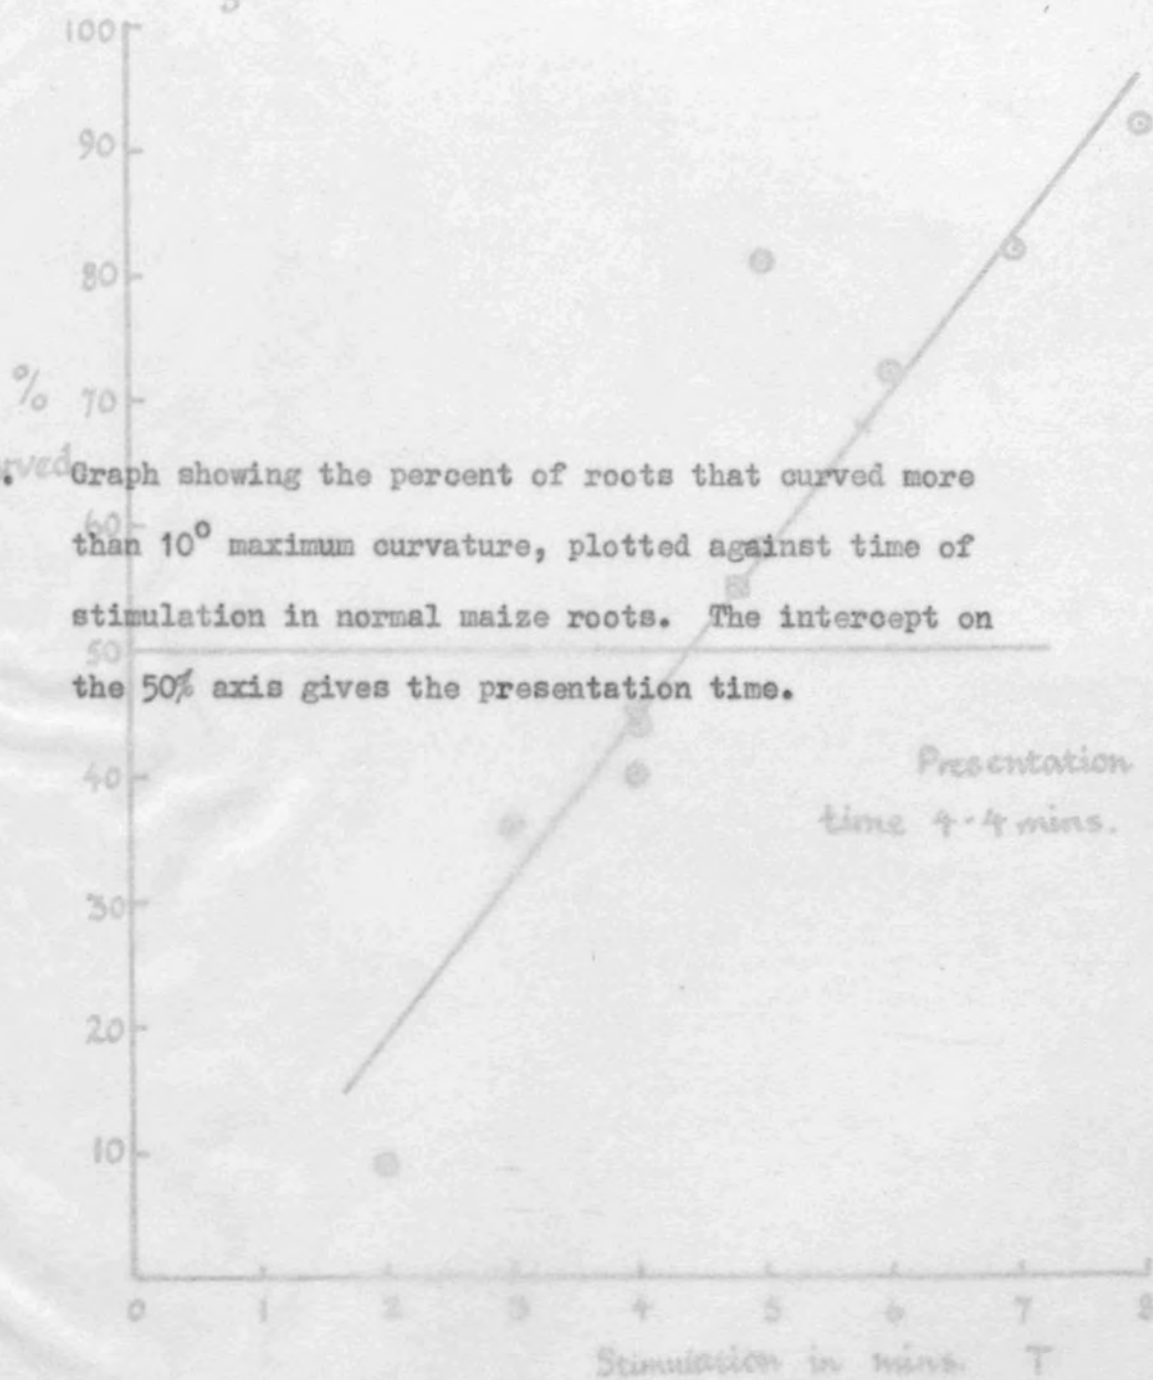 100
90
80
%
70
. Graph showing the percent of roots that curved more
60
than 10° maximum curvature, plotted against time of
stimulation in normal maize roots. The intercept on
50
the 50% axis gives the presentation time.
Presentation
40
time 4·4 mins.
30
20
10
0 1 2 3 4 5 6 7 8
Stimulation in mins. T